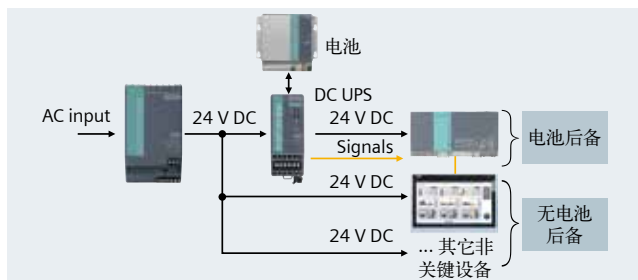 电池
DC UPS
AC input
24 V DC
24 V DC
Signals
电池后备
24 V DC
24 V DC
... 其它非
关键设备
无电池
后备